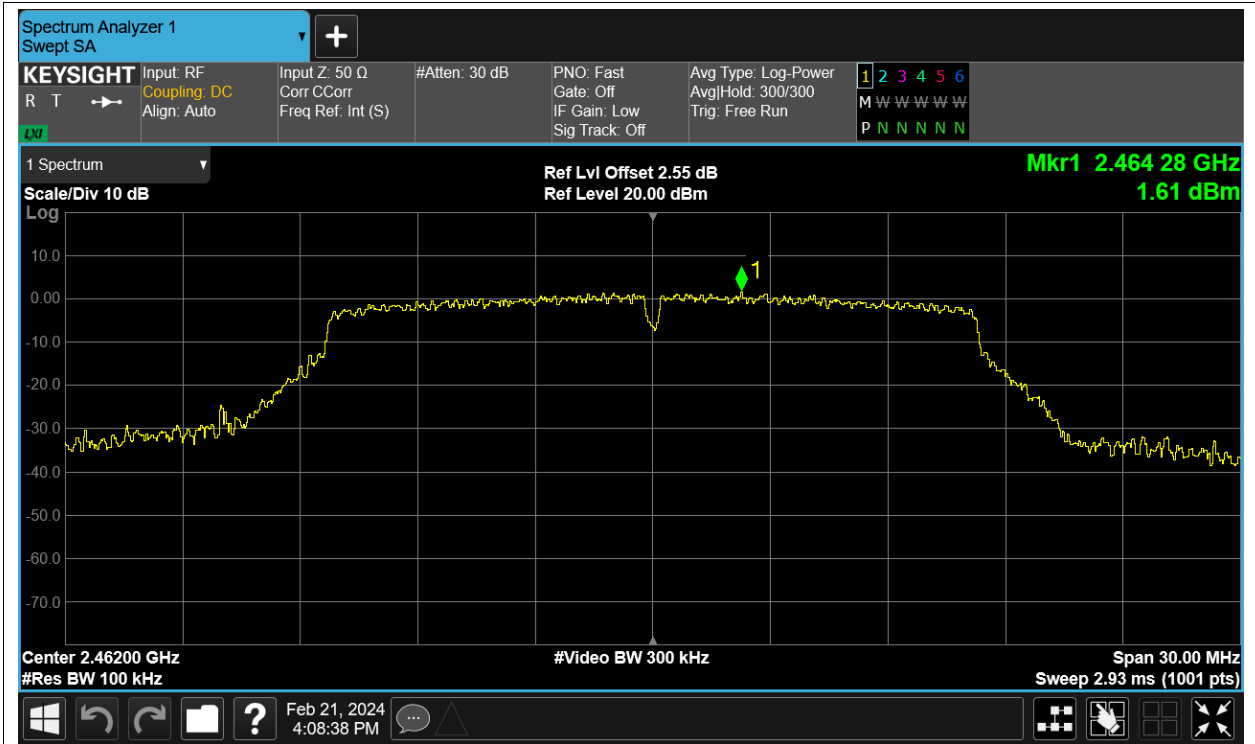 Spectrum Analyzer 1
Swept SA
+
KEYSIGHT
R T
LXI
Input: RF
Coupling: DC
Align: Auto
Input Z: 50 Ω
Corr CCorr
Freq Ref: Int (S)
#Atten: 30 dB
PNO: Fast
Gate: Off
IF Gain: Low
Sig Track: Off
Avg Type: Log-Power
Avg|Hold: 300/300
Trig: Free Run
1 2 3 4 5 6
M W W W W W
P N N N N N
1 Spectrum
Scale/Div 10 dB
Ref Lvl Offset 2.55 dB
Ref Level 20.00 dBm
Mkr1 2.464 28 GHz
1.61 dBm
Log
10.0
0.00
-10.0
-20.0
-30.0
-40.0
-50.0
-60.0
-70.0
1
Center 2.46200 GHz
#Video BW 300 kHz
Span 30.00 MHz
#Res BW 100 kHz
Sweep 2.93 ms (1001 pts)
?
Feb 21, 2024
4:08:38 PM